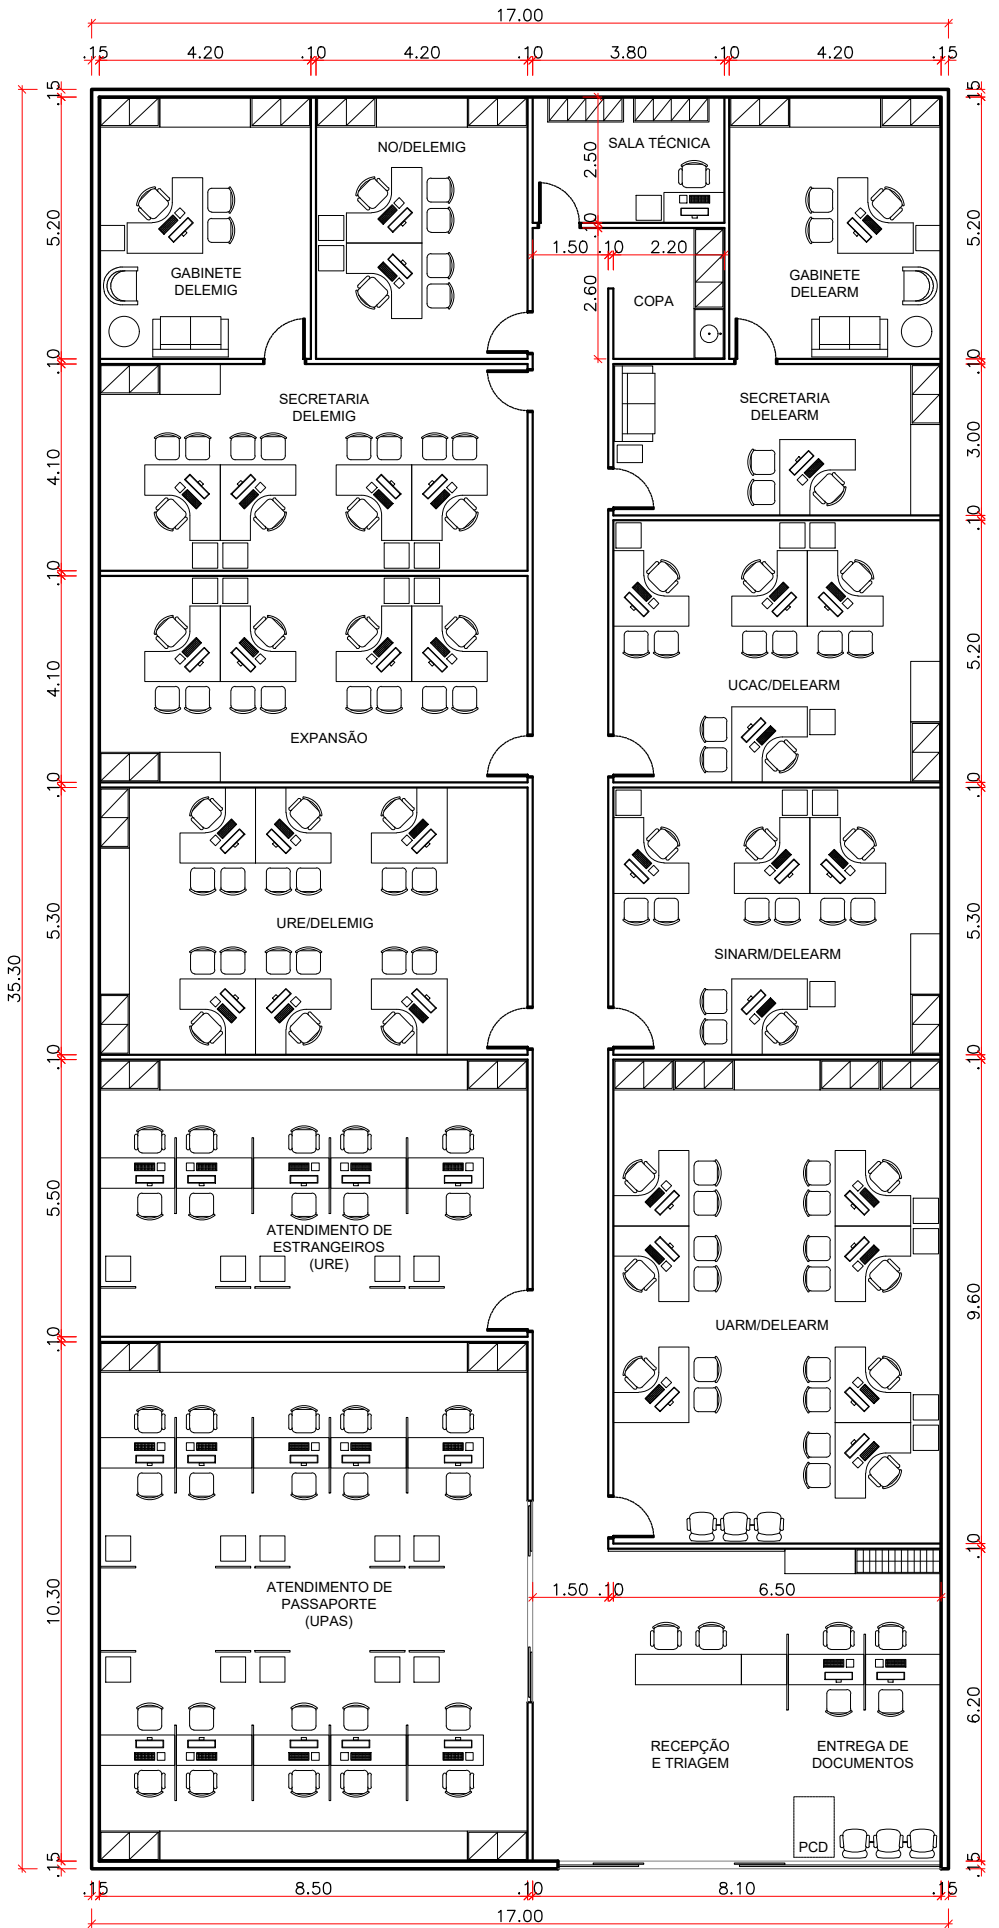 17.00
.15 4.20 .10 4.20 .10 3.80 .10 4.20 .15
.15 .15
NO/DELEMIG
SALA TÉCNICA
2.50
5.20 5.20
.10
1.50 .10 2.20
GABINETE
DELEMIG
GABINETE
DELEARM
COPA
2.60
.10 .10
SECRETARIA
DELEMIG
SECRETARIA
DELEARM
4.10 3.00
.10
.10
4.10 5.20
UCAC/DELEARM
EXPANSÃO
.10 .10
URE/DELEMIG
5.30 5.30
SINARM/DELEARM
35.30
.10 .10
5.50
ATENDIMENTO DE
ESTRANGEIROS
(URE)
9.60
UARM/DELEARM
.10
.10
ATENDIMENTO DE
PASSAPORTE
(UPAS)
10.30
1.50 .10 6.50
6.20
RECEPÇÃO
E TRIAGEM
ENTREGA DE
DOCUMENTOS
PCD
.15 .15
.15 8.50 .10 8.10 .15
17.00